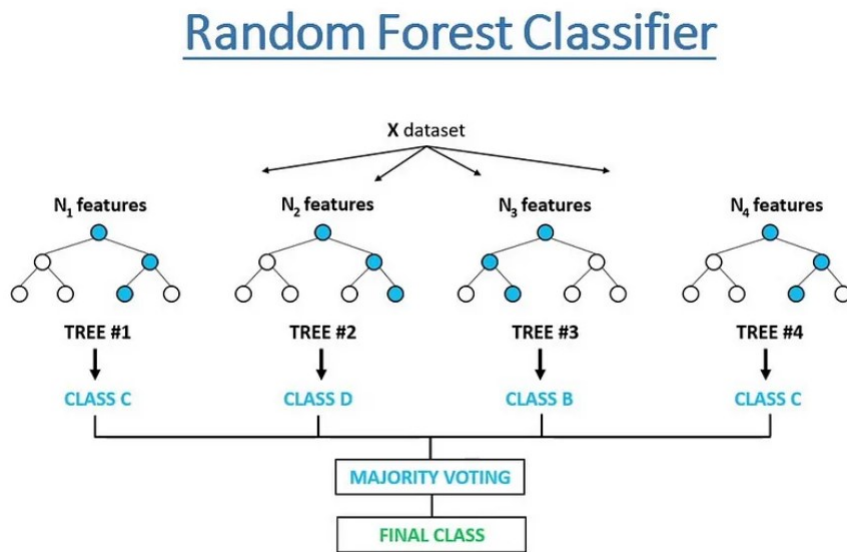 Random Forest Classifier
X dataset
N₁ features
N₂ features
N₃ features
N₄ features
TREE #1
TREE #2
TREE #3
TREE #4
CLASS C
CLASS D
CLASS B
CLASS C
MAJORITY VOTING
FINAL CLASS